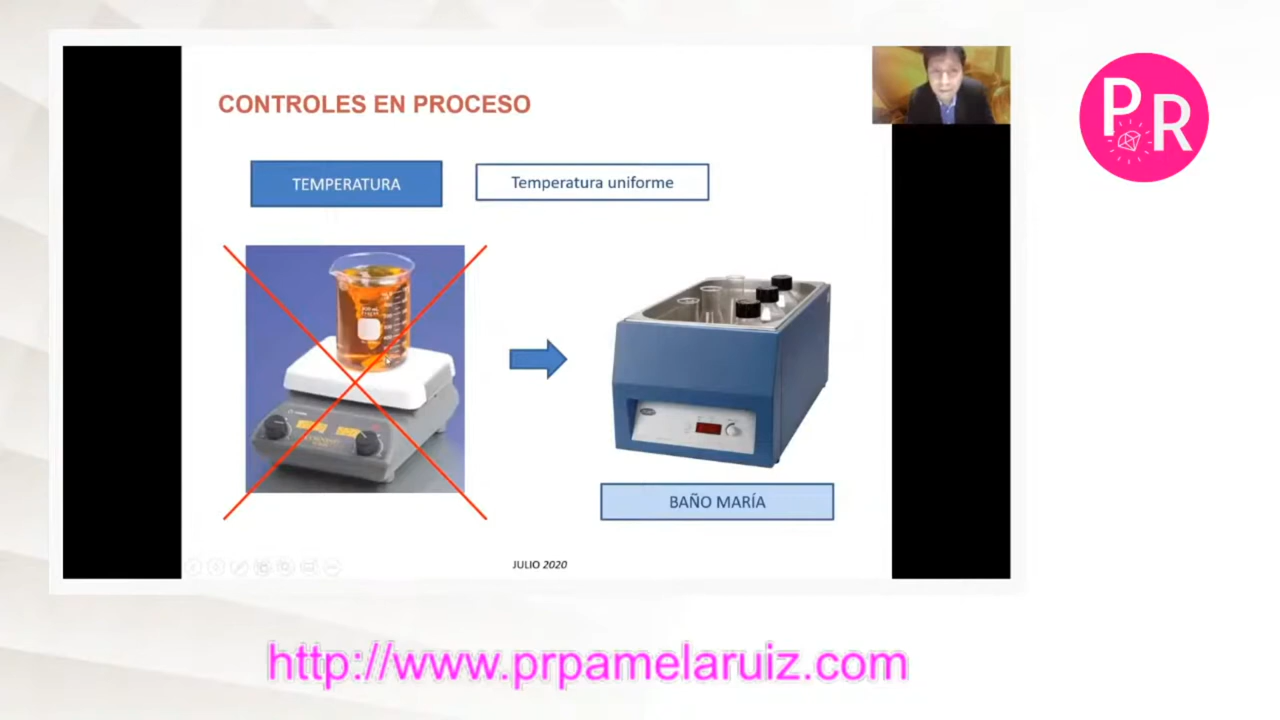 CONTROLES EN PROCESO
TEMPERATURA
Temperatura uniforme
BAÑO MARÍA
JULIO 2020
PR
http://www.prpamelaruiz.com